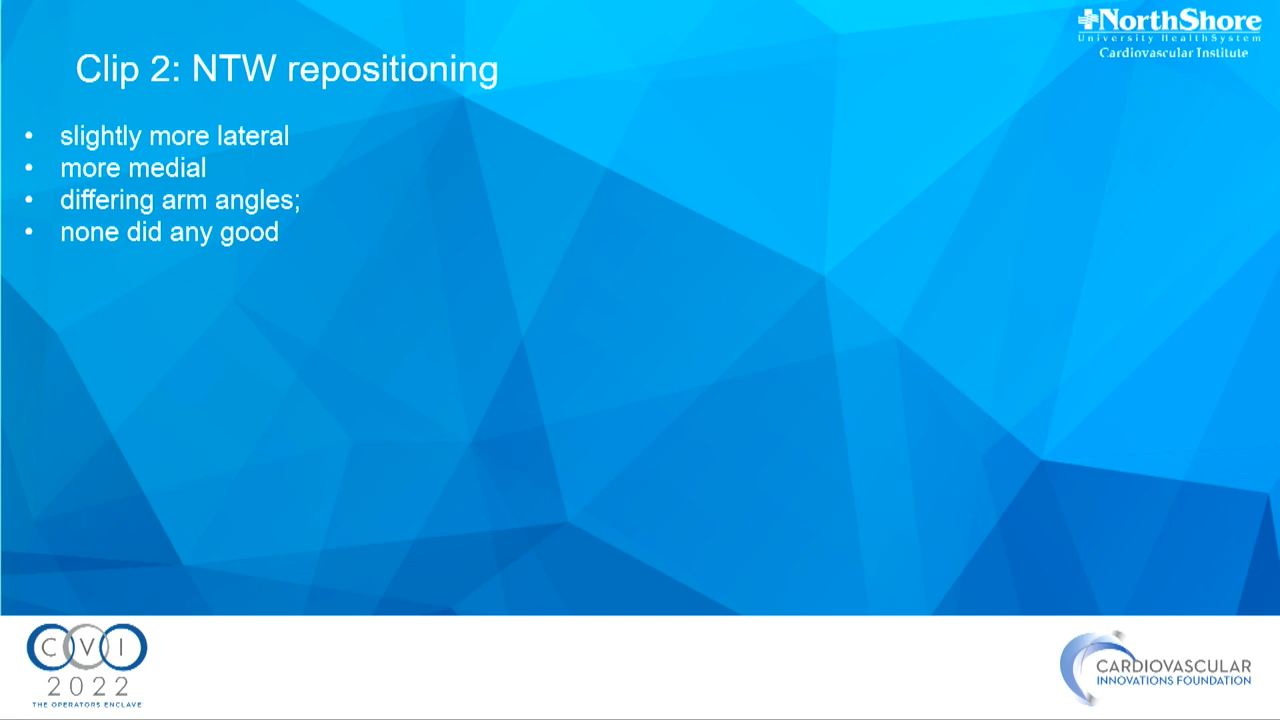 NorthShore
University HealthSystem
Cardiovascular Institute
Clip 2: NTW repositioning
• slightly more lateral
• more medial
• differing arm angles;
• none did any good
CVI
2022
THE OPERATORS ENCLAVE
CARDIOVASCULAR
INNOVATIONS FOUNDATION